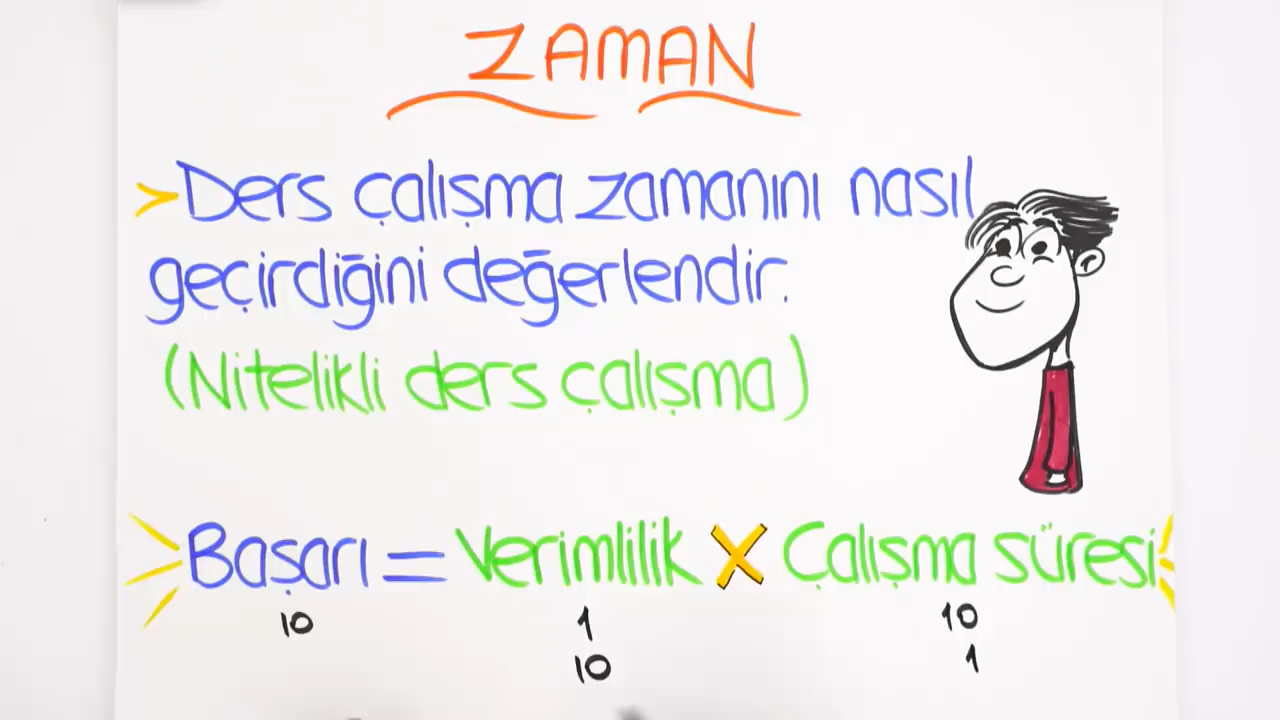 ZAMAN
> Ders çalışma zamanını nasıl
geçirdiğini değerlendir.
(Nitelikli ders çalışma)
Başarı = Verimlilik X Çalışma süresi
10 1 10
10 1